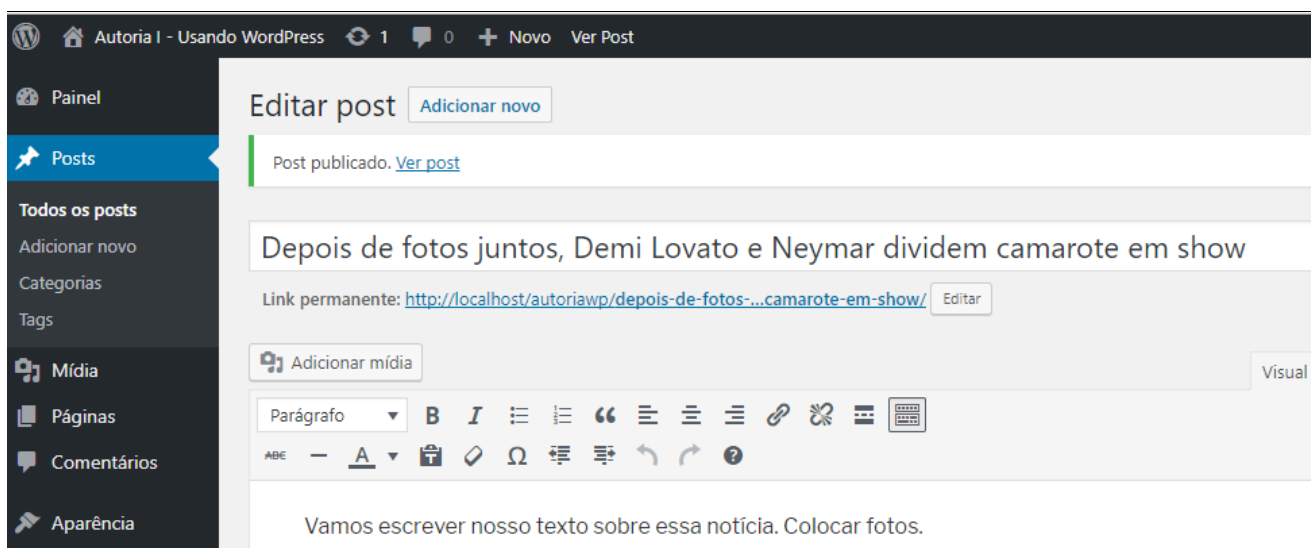 Autoria I - Usando WordPress 1 0 + Novo Ver Post
Painel
Posts
Todos os posts
Adicionar novo
Categorias
Tags
Mídia
Páginas
Comentários
Aparência
Editar post Adicionar novo
Post publicado. Ver post
Depois de fotos juntos, Demi Lovato e Neymar dividem camarote em show
Link permanente: http://localhost/autoriawp/depois-de-fotos-...camarote-em-show/ Editar
Adicionar mídia
Visual
Parágrafo B I
ABC A T Ω ?
Vamos escrever nosso texto sobre essa notícia. Colocar fotos.